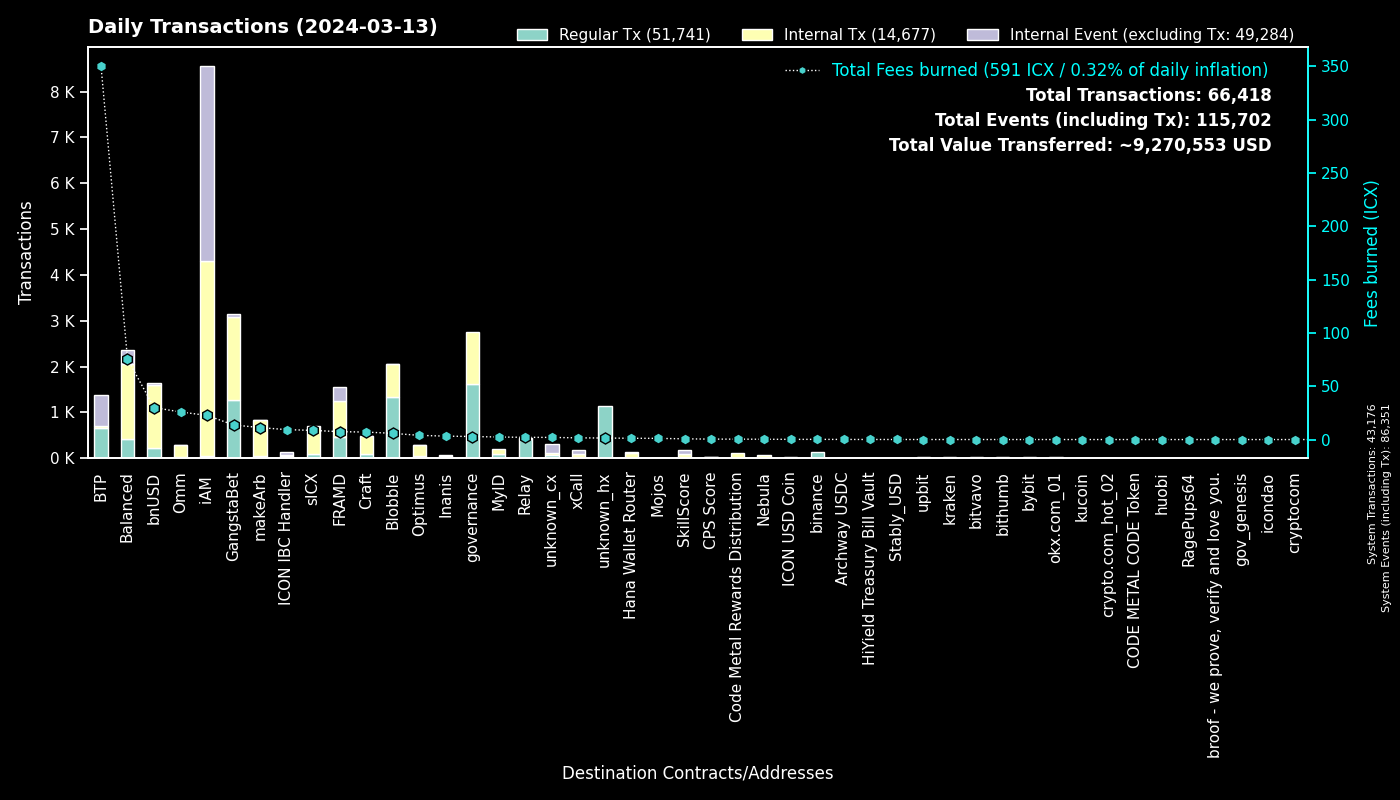 Daily Transactions (2024-03-13)
Regular Tx (51,741)
Internal Tx (14,677)
Internal Event (excluding Tx: 49,284)
Total Fees burned (591 ICX / 0.32% of daily inflation)
Total Transactions: 66,418
Total Events (including Tx): 115,702
Total Value Transferred: ~9,270,553 USD
Transactions
8 K
7 K
6 K
5 K
4 K
3 K
2 K
1 K
0 K
350
300
250
200
150
100
50
0
Fees burned (ICX)
System Transactions: 43,176
System Events (including Tx): 86,351
BTP
Balanced
bnUSD
Omm
iAM
GangstaBet
makeArb
ICON IBC Handler
sICX
FRAMD
Craft
Blobble
Optimus
Inanis
governance
MyID
Relay
unknown_cx
xCall
unknown_hx
Hana Wallet Router
Mojos
SkillScore
CPS Score
Code Metal Rewards Distribution
Nebula
ICON USD Coin
binance
Archway USDC
HiYield Treasury Bill Vault
Stably_USD
upbit
kraken
bitvavo
bithumb
bybit
okx.com_01
kucoin
crypto.com_hot_02
CODE METAL CODE Token
huobi
RagePups64
broof - we prove, verify and love you.
gov_genesis
icondao
cryptocom
Destination Contracts/Addresses